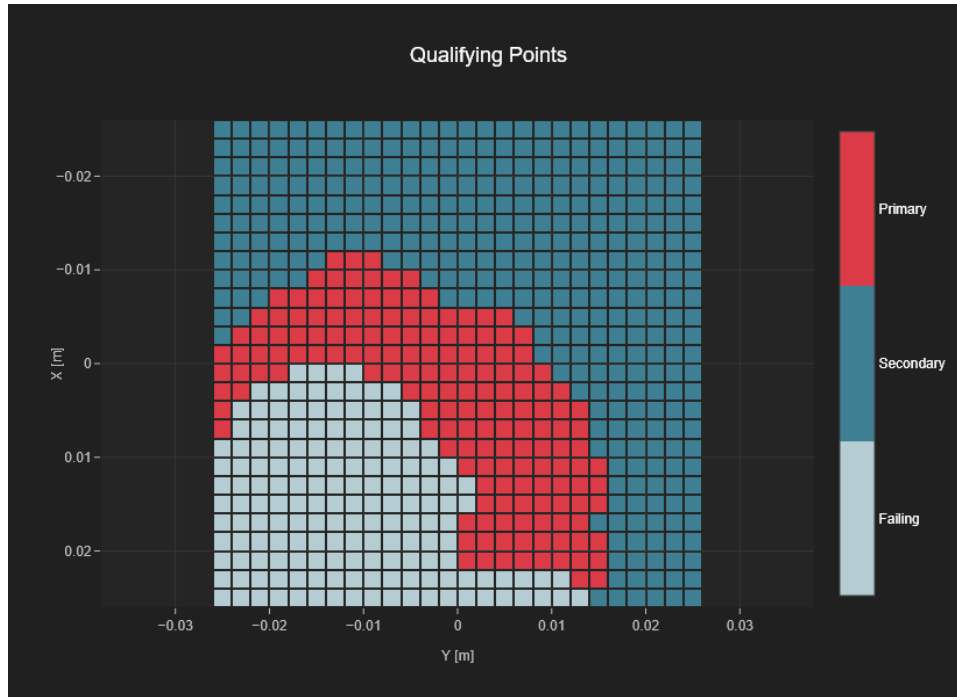 Qualifying Points
−0.02
−0.01
0
0.01
0.02
X [m]
−0.03
−0.02
−0.01
0
0.01
0.02
0.03
Y [m]
Primary
Secondary
Failing